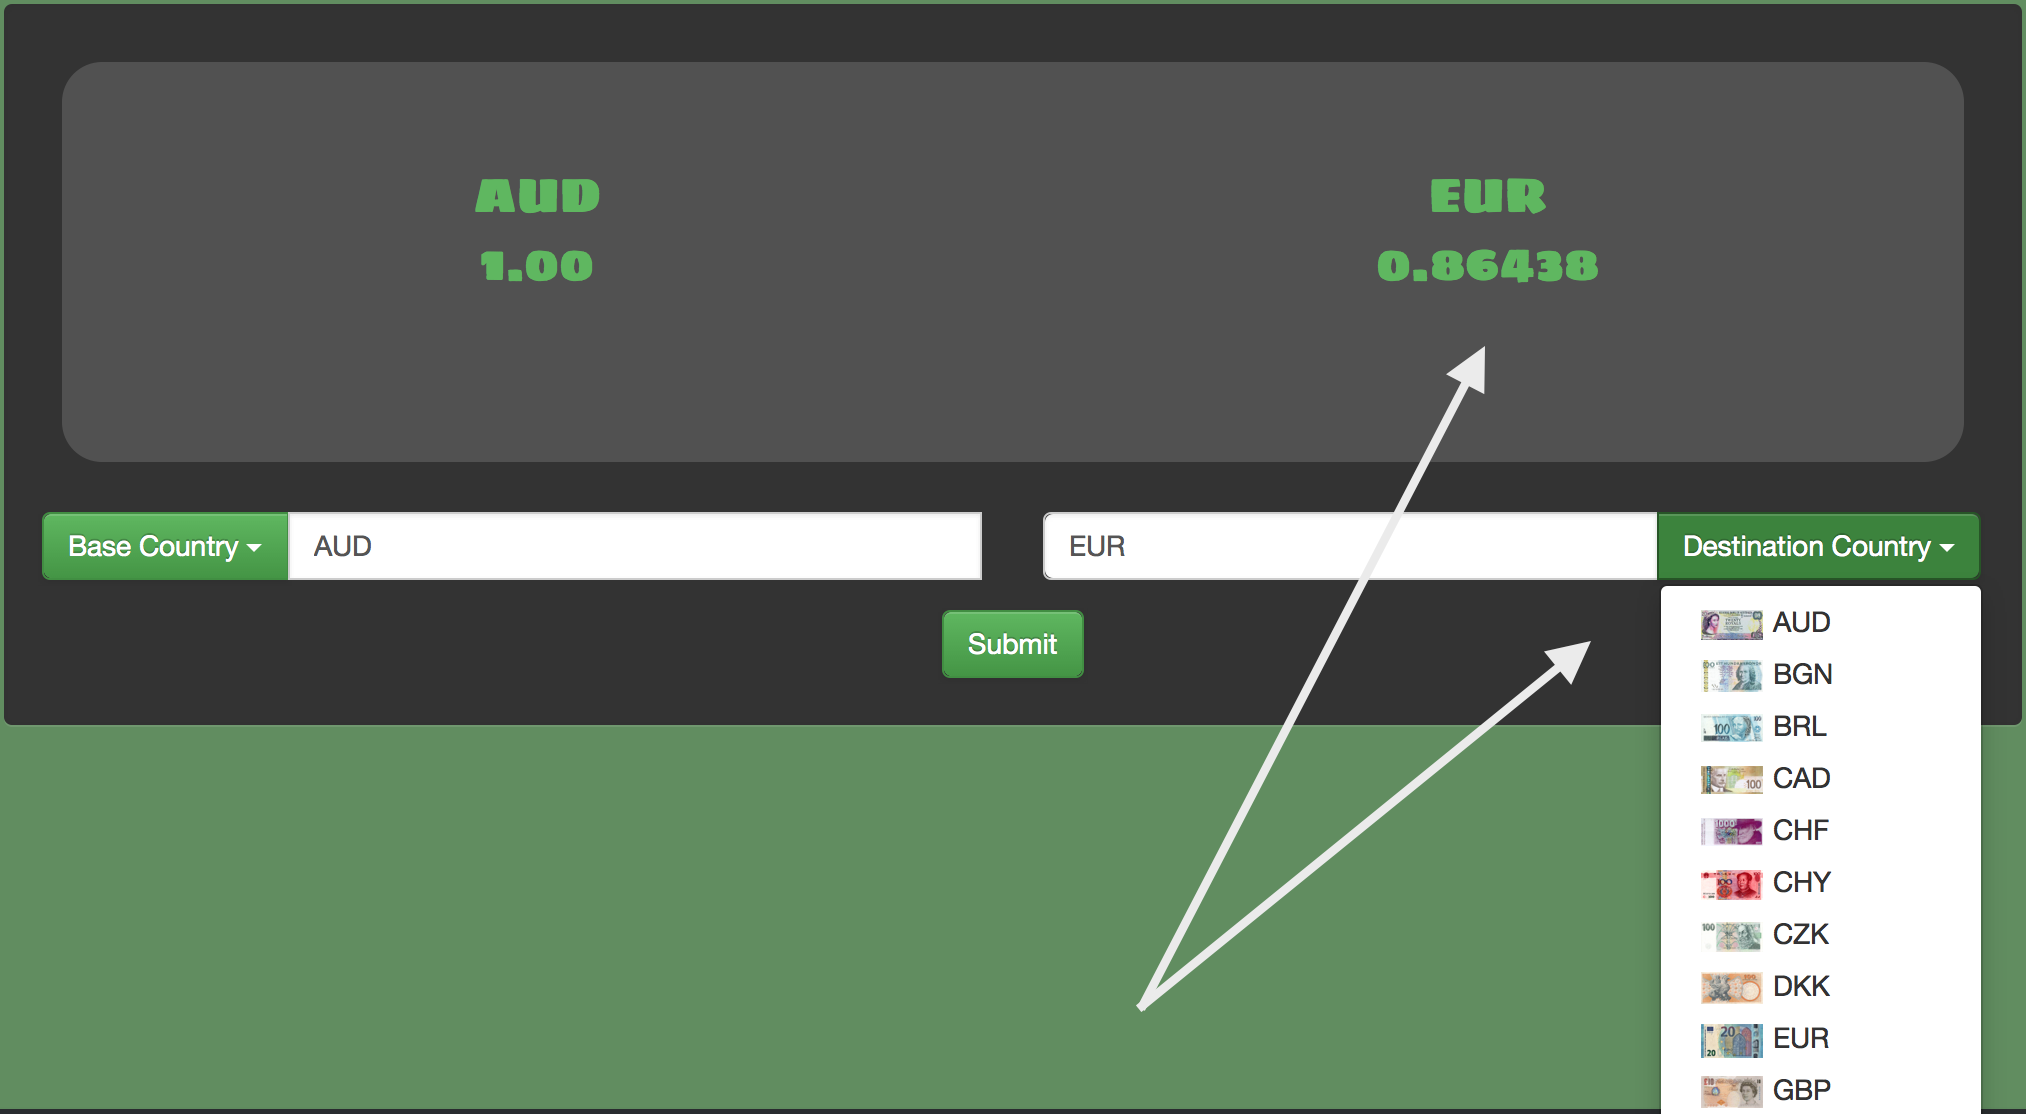 AUD
1.00
EUR
0.86438
Base Country
AUD
EUR
Destination Country
Submit
AUD
BGN
BRL
CAD
CHF
CHY
CZK
DKK
EUR
GBP